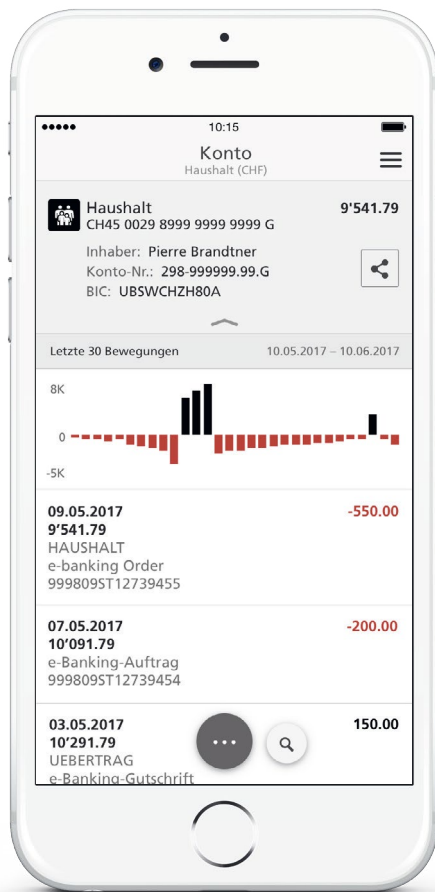 10:15
Konto
Haushalt (CHF)
Haushalt 9'541.79
CH45 0029 8999 9999 9999 G
Inhaber: Pierre Brandtner
Konto-Nr.: 298-999999.99.G
BIC: UBSWCHZH80A
Letzte 30 Bewegungen 10.05.2017 – 10.06.2017
8K
0
-5K
09.05.2017 -550.00
9'541.79
HAUSHALT
e-banking Order
999809ST12739455
07.05.2017 -200.00
10'091.79
e-Banking-Auftrag
999809ST12739454
03.05.2017 150.00
10'291.79
UEBERTRAG
e-Banking-Gutschrift